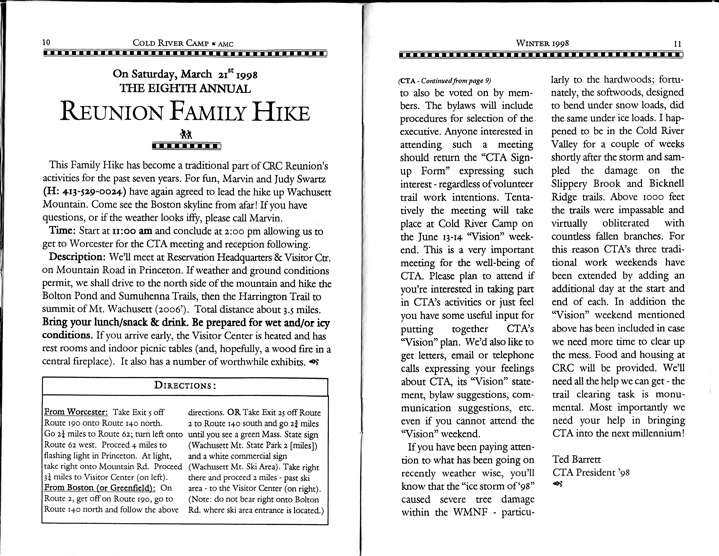 10
COLD RIVER CAMP ★ AMC
On Saturday, March 21st 1998
THE EIGHTH ANNUAL
REUNION FAMILY HIKE
This Family Hike has become a traditional part of CRC Reunion's
activities for the past seven years. For fun, Marvin and Judy Swartz
(H: 413-529-0024) have again agreed to lead the hike up Wachusett
Mountain. Come see the Boston skyline from afar! If you have
questions, or if the weather looks iffy, please call Marvin.
Time: Start at 11:00 am and conclude at 2:00 pm allowing us to
get to Worcester for the CTA meeting and reception following.
Description: We'll meet at Reservation Headquarters & Visitor Ctr.
on Mountain Road in Princeton. If weather and ground conditions
permit, we shall drive to the north side of the mountain and hike the
Bolton Pond and Sumuhenna Trails, then the Harrington Trail to
summit of Mt. Wachusett (2006'). Total distance about 3.5 miles.
Bring your lunch/snack & drink. Be prepared for wet and/or icy
conditions. If you arrive early, the Visitor Center is heated and has
rest rooms and indoor picnic tables (and, hopefully, a wood fire in a
central fireplace). It also has a number of worthwhile exhibits.
DIRECTIONS:
From Worcester: Take Exit 5 off
Route 190 onto Route 140 north.
Go 2¼ miles to Route 62; turn left onto
Route 62 west. Proceed 4 miles to
flashing light in Princeton. At light,
take right onto Mountain Rd. Proceed
3¼ miles to Visitor Center (on left).
From Boston (or Greenfield): On
Route 2, get off on Route 190, go to
Route 140 north and follow the above
directions. OR Take Exit 25 off Route
2 to Route 140 south and go 2¾ miles
until you see a green Mass. State sign
(Wachusett Mt. State Park 2 [miles])
and a white commercial sign
(Wachusett Mt. Ski Area). Take right
there and proceed 2 miles - past ski
area - to the Visitor Center (on right).
(Note: do not bear right onto Bolton
Rd. where ski area entrance is located.)
WINTER 1998
11
(CTA - Continued from page 9)
to also be voted on by mem-
bers. The bylaws will include
procedures for selection of the
executive. Anyone interested in
attending such a meeting
should return the "CTA Sign-
up Form" expressing such
interest - regardless of volunteer
trail work intentions. Tenta-
tively the meeting will take
place at Cold River Camp on
the June 13-14 "Vision" week-
end. This is a very important
meeting for the well-being of
CTA. Please plan to attend if
you're interested in taking part
in CTA's activities or just feel
you have some useful input for
putting together CTA's
"Vision" plan. We'd also like to
get letters, email or telephone
calls expressing your feelings
about CTA, its "Vision" state-
ment, bylaw suggestions, com-
munication suggestions, etc.
even if you cannot attend the
"Vision" weekend.
If you have been paying atten-
tion to what has been going on
recently weather wise, you'll
know that the "ice storm of '98"
caused severe tree damage
within the WMNF - particu-
larly to the hardwoods; fortu-
nately, the softwoods, designed
to bend under snow loads, did
the same under ice loads. I hap-
pened to be in the Cold River
Valley for a couple of weeks
shortly after the storm and sam-
pled the damage on the
Slippery Brook and Bicknell
Ridge trails. Above 1000 feet
the trails were impassable and
virtually obliterated with
countless fallen branches. For
this reason CTA's three tradi-
tional work weekends have
been extended by adding an
additional day at the start and
end of each. In addition the
"Vision" weekend mentioned
above has been included in case
we need more time to clear up
the mess. Food and housing at
CRC will be provided. We'll
need all the help we can get - the
trail clearing task is monu-
mental. Most importantly we
need your help in bringing
CTA into the next millennium!
Ted Barrett
CTA President '98